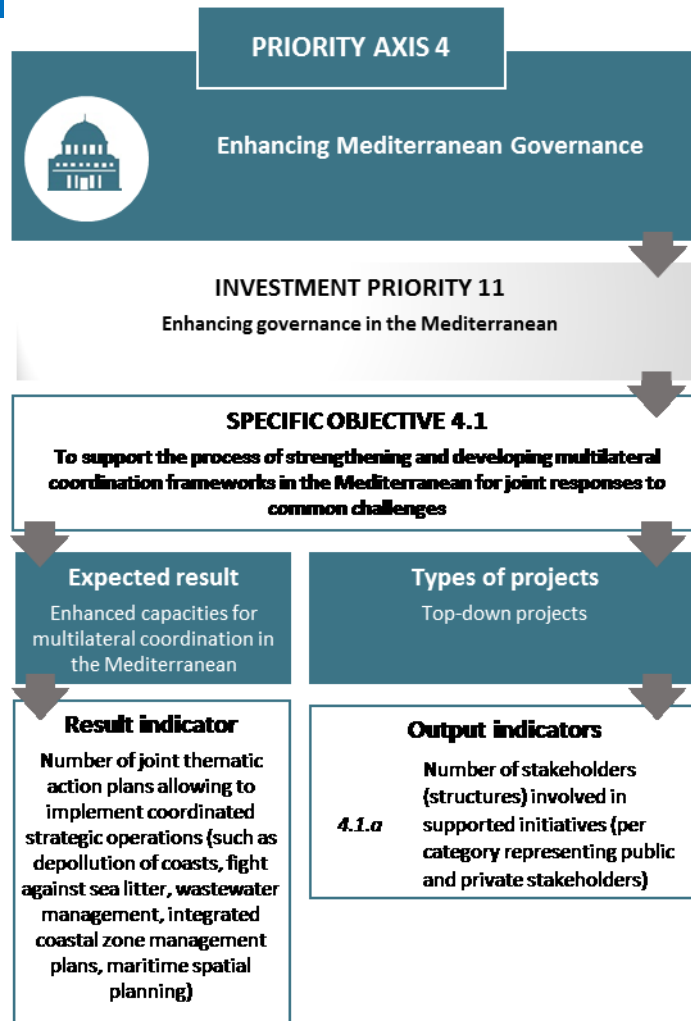 PRIORITY AXIS 4
Enhancing Mediterranean Governance
INVESTMENT PRIORITY 11
Enhancing governance in the Mediterranean
SPECIFIC OBJECTIVE 4.1
To support the process of strengthening and developing multilateral
coordination frameworks in the Mediterranean for joint responses to
common challenges
Expected result
Enhanced capacities for
multilateral coordination in
the Mediterranean
Types of projects
Top-down projects
Result indicator
Number of joint thematic
action plans allowing to
implement coordinated
strategic operations (such as
depollution of coasts, fight
against sea litter, wastewater
management, integrated
coastal zone management
plans, maritime spatial
planning)
Output indicators
4.1.a
Number of stakeholders
(structures) involved in
supported initiatives (per
category representing public
and private stakeholders)